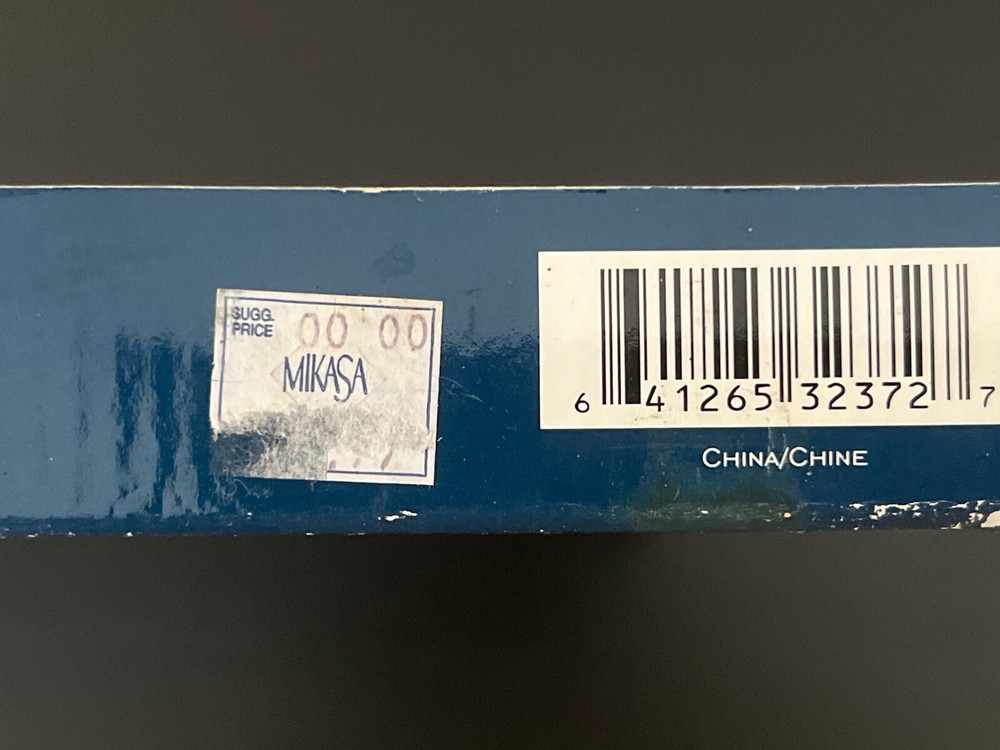 SUGG.
PRICE 00 00
MIKASA
6 41265 32372 7
CHINA/CHINE